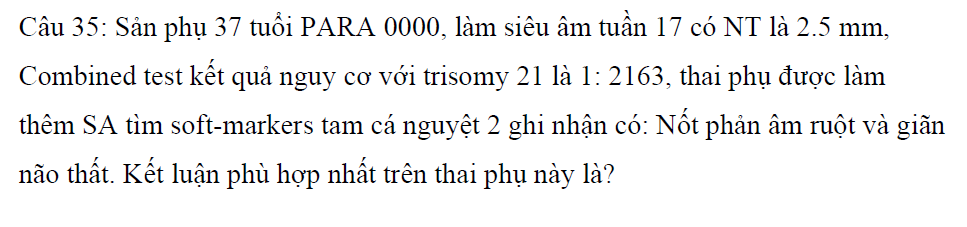 Câu 35: Sản phụ 37 tuổi PARA 0000, làm siêu âm tuần 17 có NT là 2.5 mm,
Combined test kết quả nguy cơ với trisomy 21 là 1: 2163, thai phụ được làm
thêm SA tìm soft-markers tam cá nguyệt 2 ghi nhận có: Nốt phản âm ruột và giãn
não thất. Kết luận phù hợp nhất trên thai phụ này là?